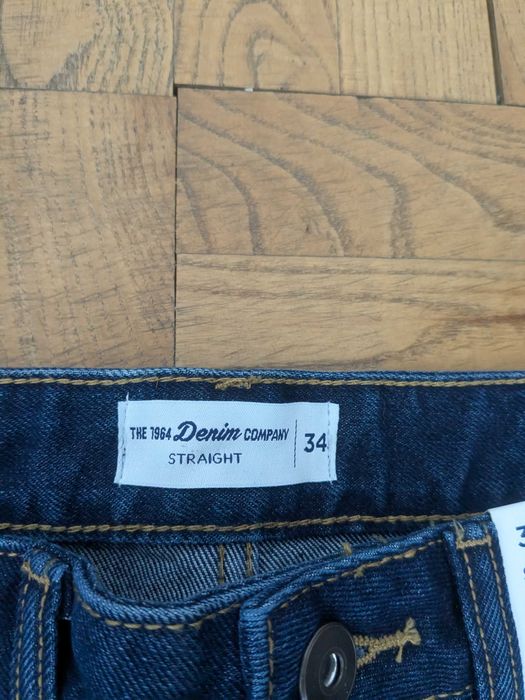 THE 1964 Denim COMPANY
STRAIGHT
34